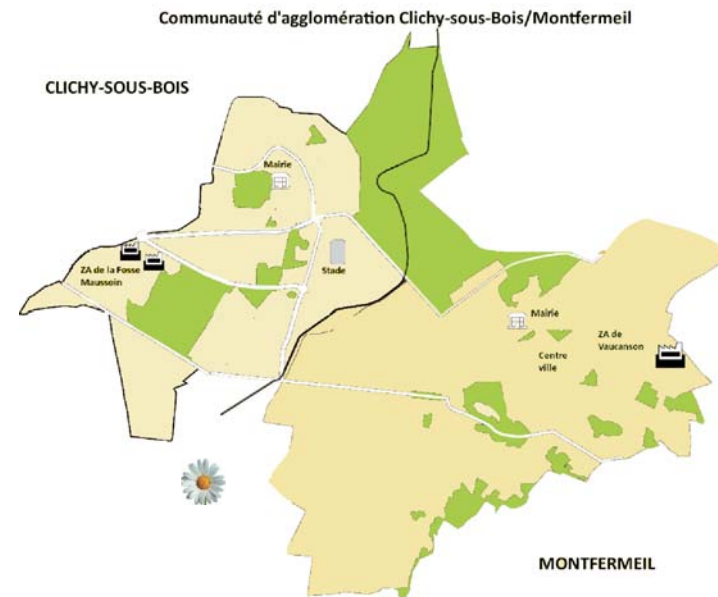 Communauté d'agglomération Clichy-sous-Bois/Montfermeil
CLICHY-SOUS-BOIS
Mairie
ZA de la Fosse
Maussoin
Stade
Mairie
ZA de
Vaucanson
Centre
ville
MONTFERMEIL